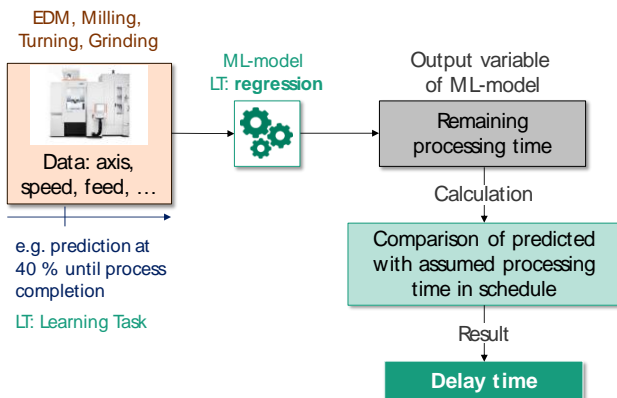 EDM, Milling,
Turning, Grinding
Data: axis,
speed, feed, …
e.g. prediction at
40 % until process
completion
LT: Learning Task
ML-model
LT: regression
Output variable
of ML-model
Remaining
processing time
Calculation
Comparison of predicted
with assumed processing
time in schedule
Result
Delay time